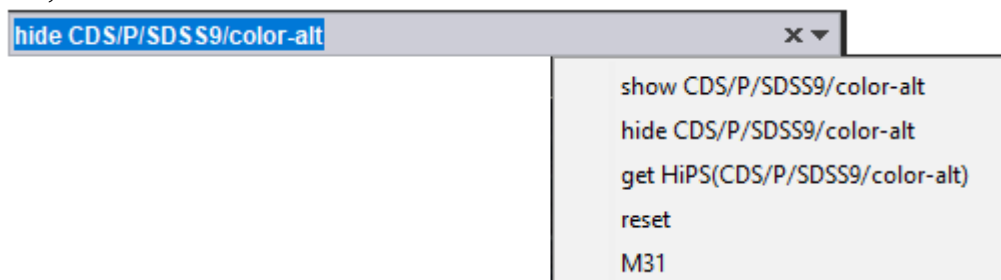 hide CDS/P/SDSS9/color-alt
show CDS/P/SDSS9/color-alt
hide CDS/P/SDSS9/color-alt
get HiPS(CDS/P/SDSS9/color-alt)
reset
M31